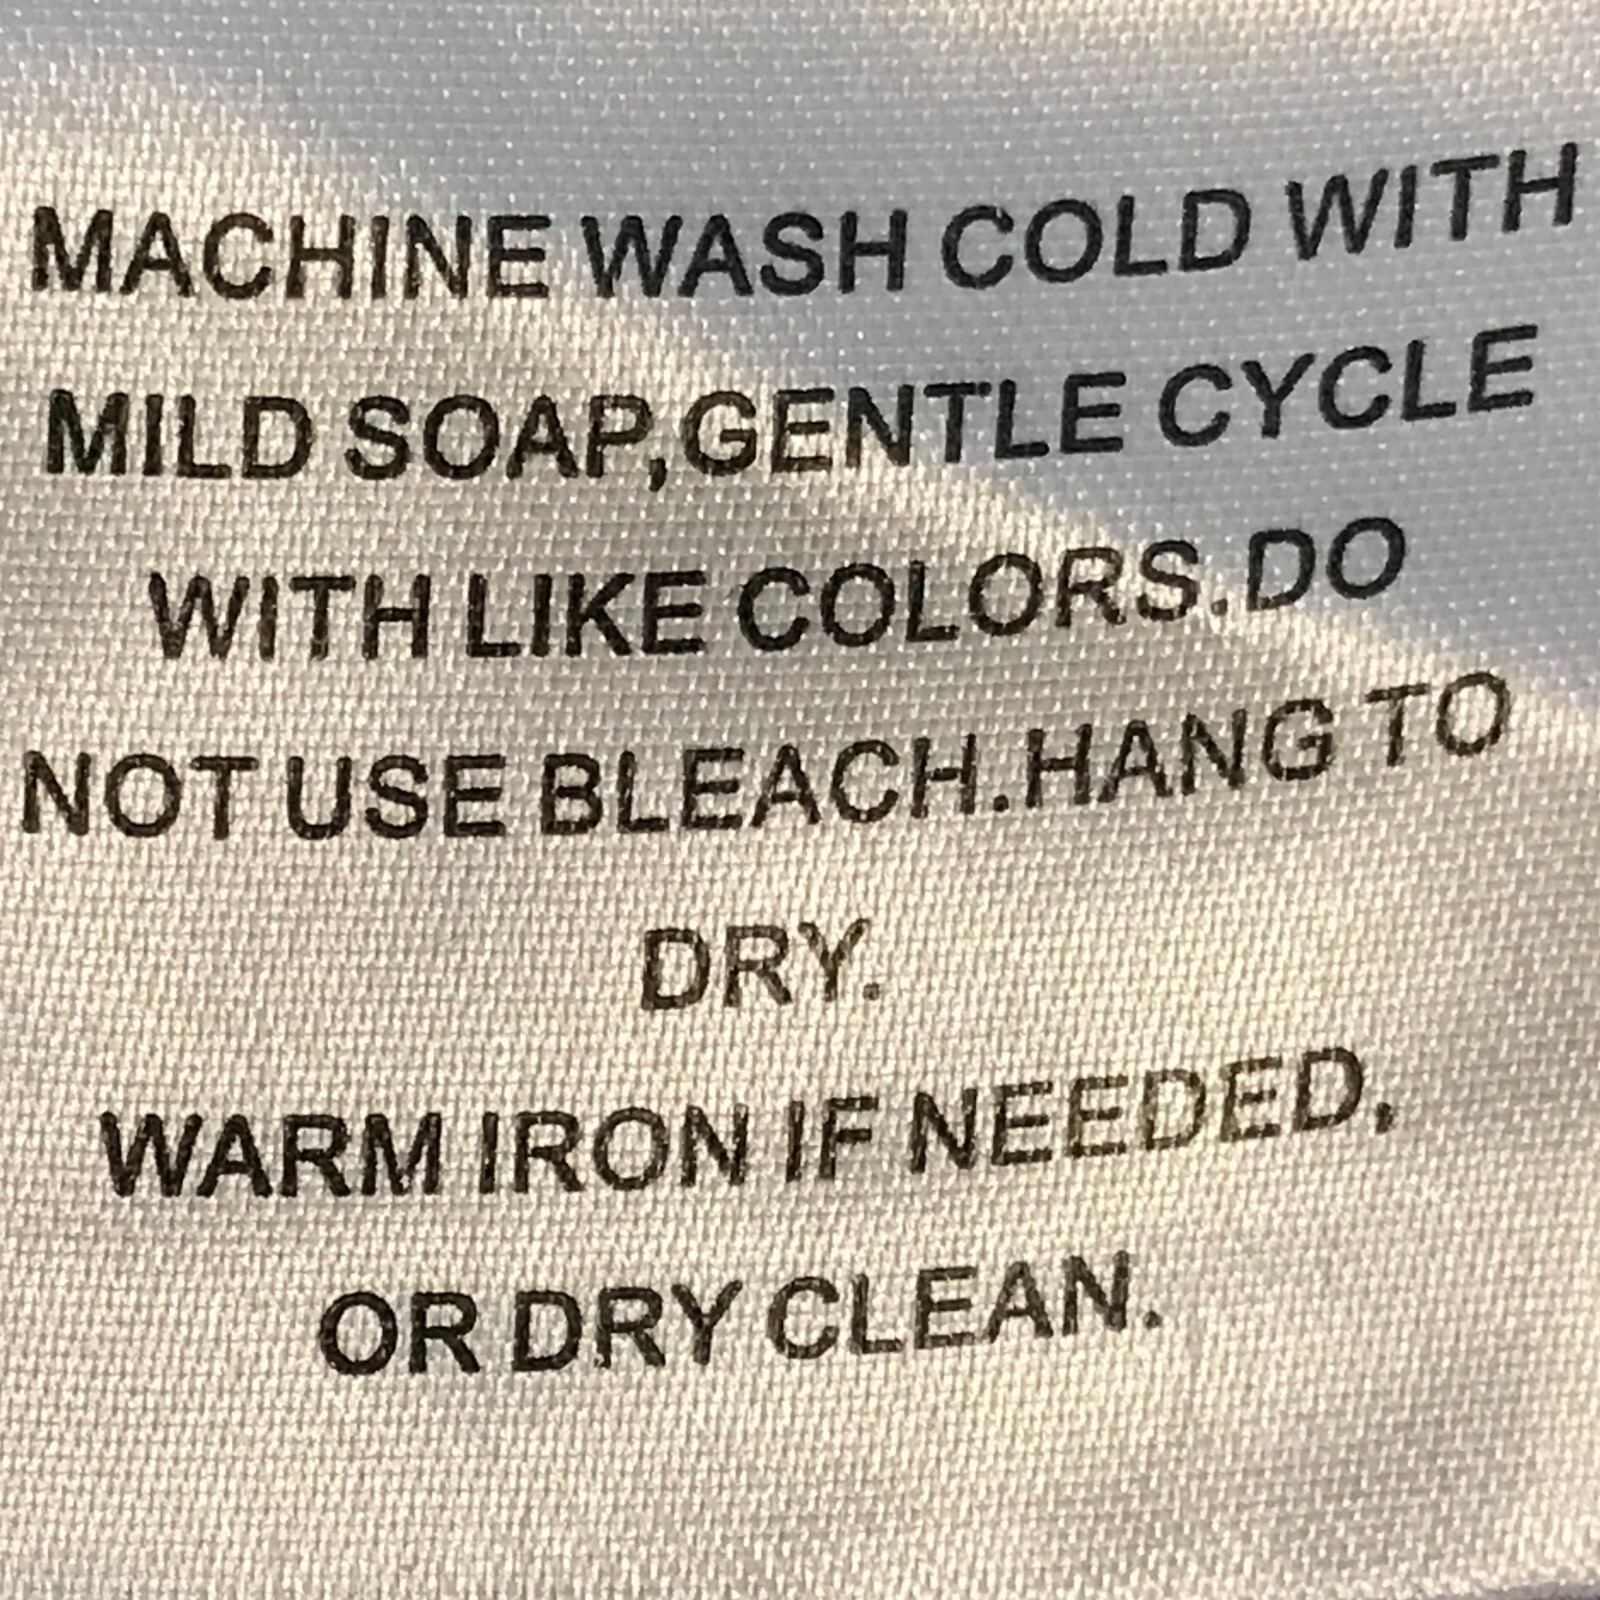 MACHINE WASH COLD WITH
MILD SOAP,GENTLE CYCLE
WITH LIKE COLORS.DO
NOT USE BLEACH.HANG TO
DRY.
WARM IRON IF NEEDED,
OR DRY CLEAN.